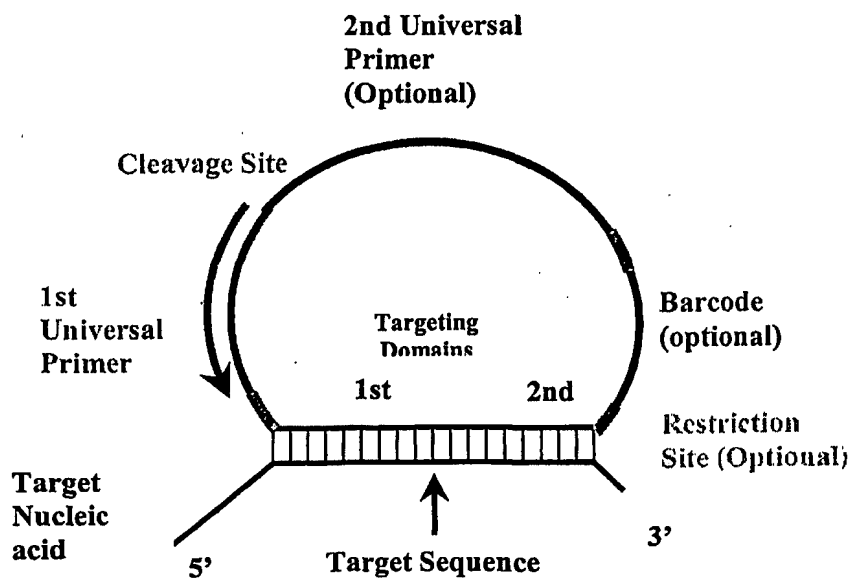 2nd Universal
Primer
(Optional)
Cleavage Site
1st
Universal
Primer
Targeting
Domains
1st
2nd
Barcode
(optional)
Restriction
Site (Optional)
Target
Nucleic
acid
5’
Target Sequence
3’